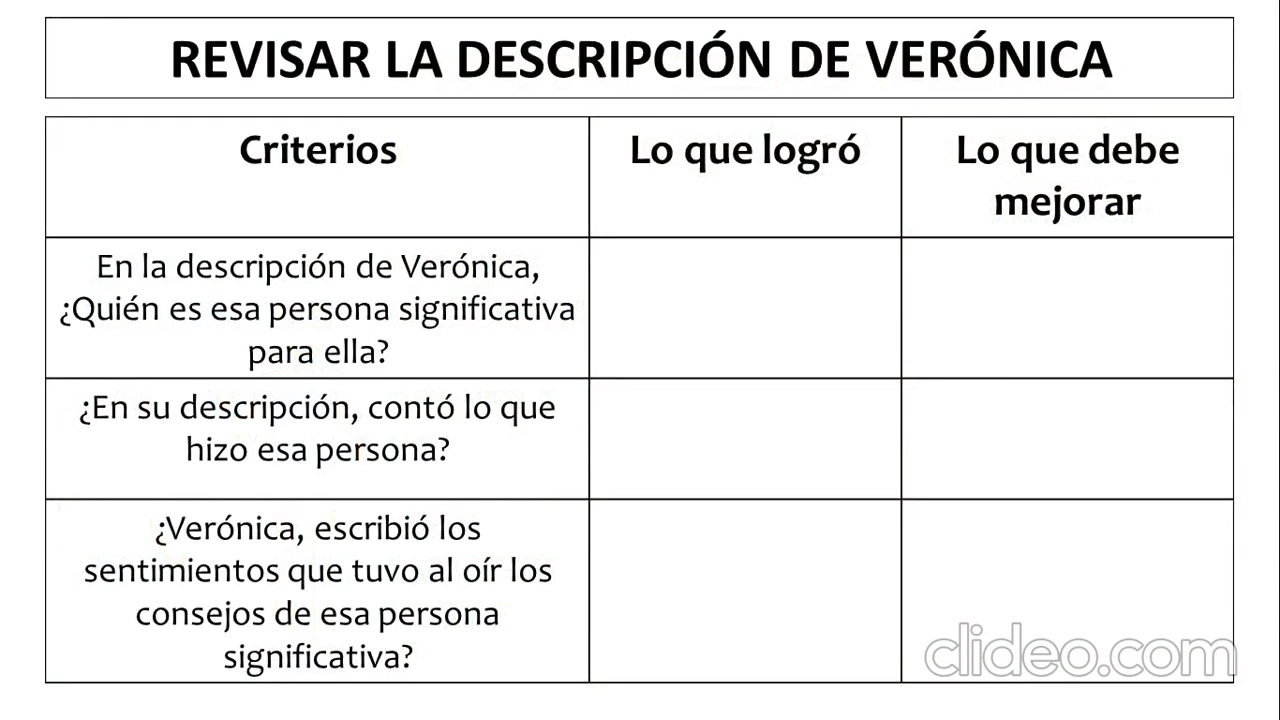 REVISAR LA DESCRIPCIÓN DE VERÓNICA
Criterios
Lo que logró
Lo que debe
mejorar
En la descripción de Verónica,
¿Quién es esa persona significativa
para ella?
¿En su descripción, contó lo que
hizo esa persona?
¿Verónica, escribió los
sentimientos que tuvo al oír los
consejos de esa persona
significativa?
clideo.com